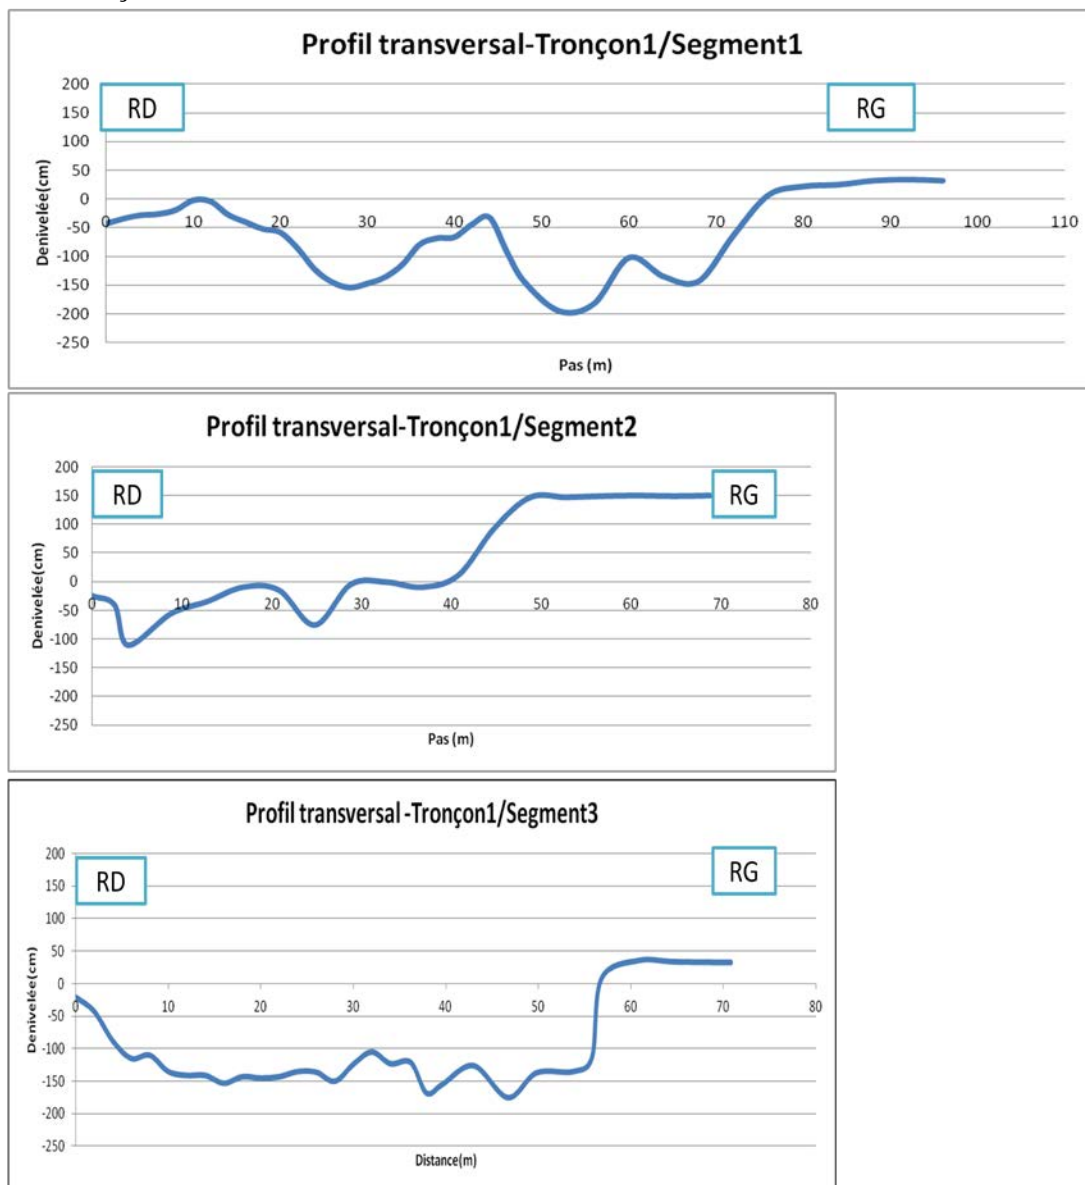 Profil transversal-Tronçon1/Segment1
200
150
100
50
0
-50
-100
-150
-200
-250
Denivelée(cm)
RD
RG
0 10 20 30 40 50 60 70 80 90 100 110
Pas (m)
Profil transversal-Tronçon1/Segment2
200
150
100
50
0
-50
-100
-150
-200
-250
Denivelée(cm)
RD
RG
0 10 20 30 40 50 60 70 80
Pas (m)
Profil transversal -Tronçon1/Segment3
200
150
100
50
0
-50
-100
-150
-200
-250
Denivelée(cm)
RD
RG
0 10 20 30 40 50 60 70 80
Distance(m)